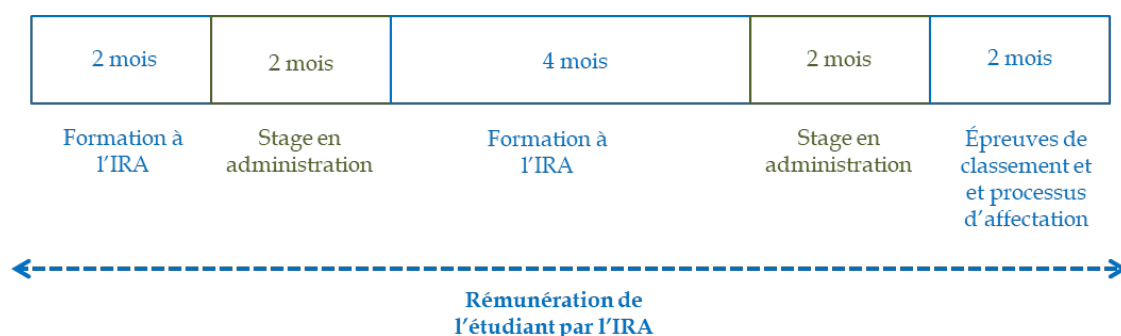 2 mois
2 mois
4 mois
2 mois
2 mois
Formation à
l'IRA
Stage en
administration
Formation à
l'IRA
Stage en
administration
Épreuves de
classement et
et processus
d'affectation
Rémunération de
l'étudiant par l'IRA